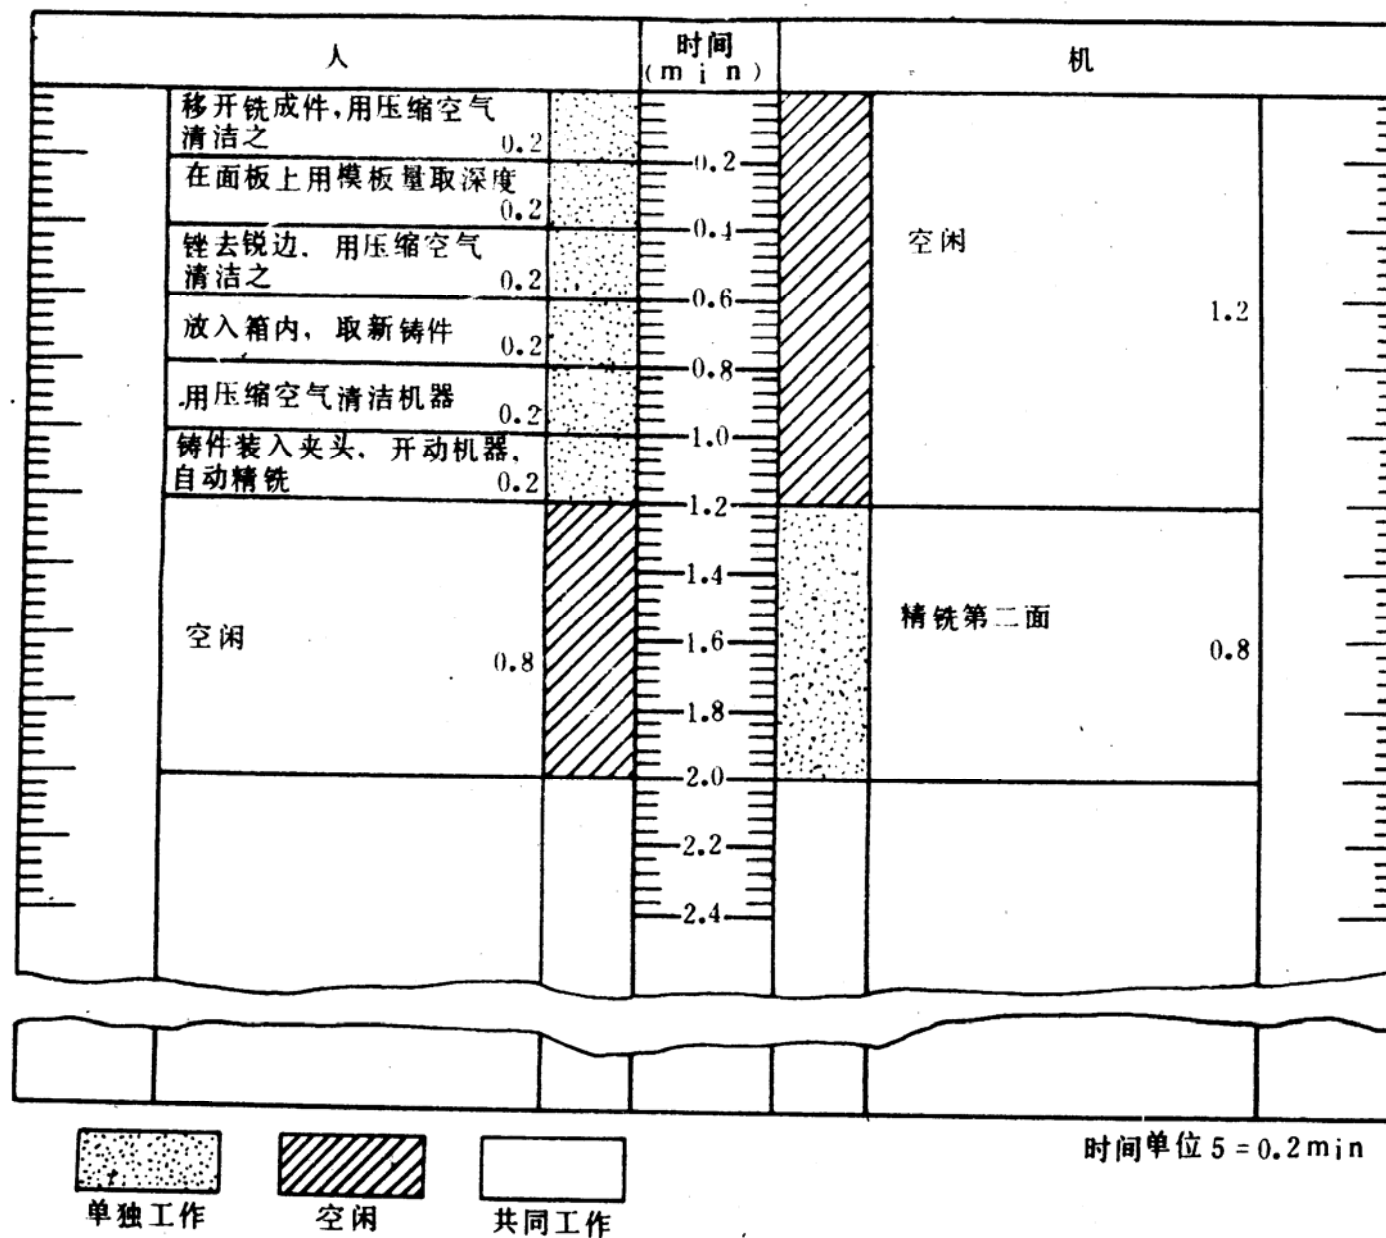 人
时间
(min)
机
移开铣成件,用压缩空气
清洁之
0.2
在面板上用模板量取深度
0.2
锉去锐边．用压缩空气
清洁之
0.2
放入箱内，取新铸件
0.2
用压缩空气清洁机器
0.2
铸件装入夹头．开动机器．
自动精铣
0.2
空闲
0.8
0.2
0.4
0.6
0.8
1.0
1.2
1.4
1.6
1.8
2.0
2.2
2.4
空闲
1.2
精铣第二面
0.8
时间单位 5 = 0.2min
单独工作
空闲
共同工作